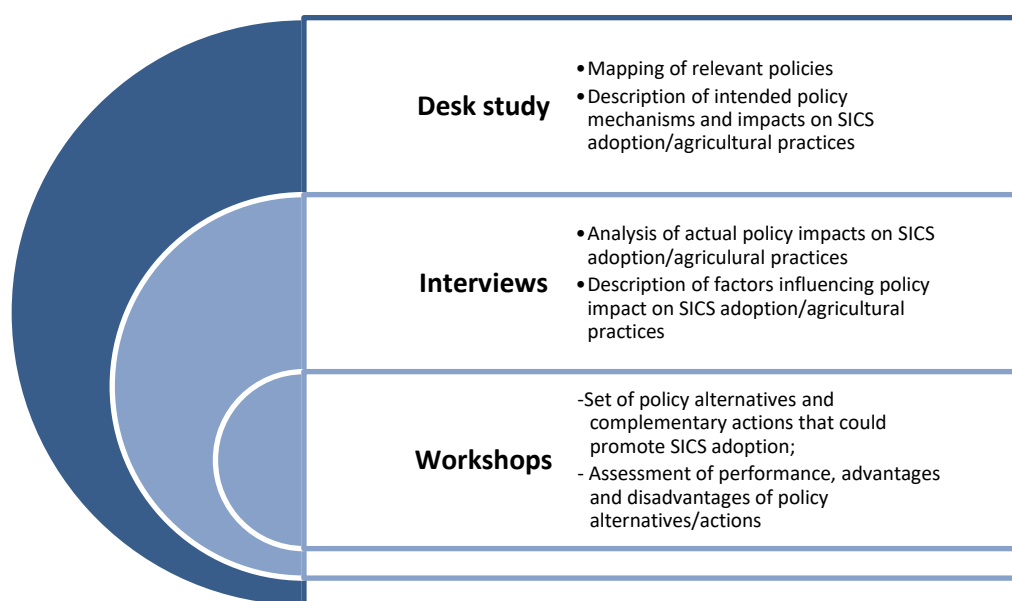 Desk study
•Mapping of relevant policies
•Description of intended policy
mechanisms and impacts on SICS
adoption/agricultural practices
Interviews
•Analysis of actual policy impacts on SICS
adoption/agriculural practices
•Description of factors influencing policy
impact on SICS adoption/agricultural
practices
Workshops
-Set of policy alternatives and
complementary actions that could
promote SICS adoption;
- Assessment of performance, advantages
and disadvantages of policy
alternatives/actions